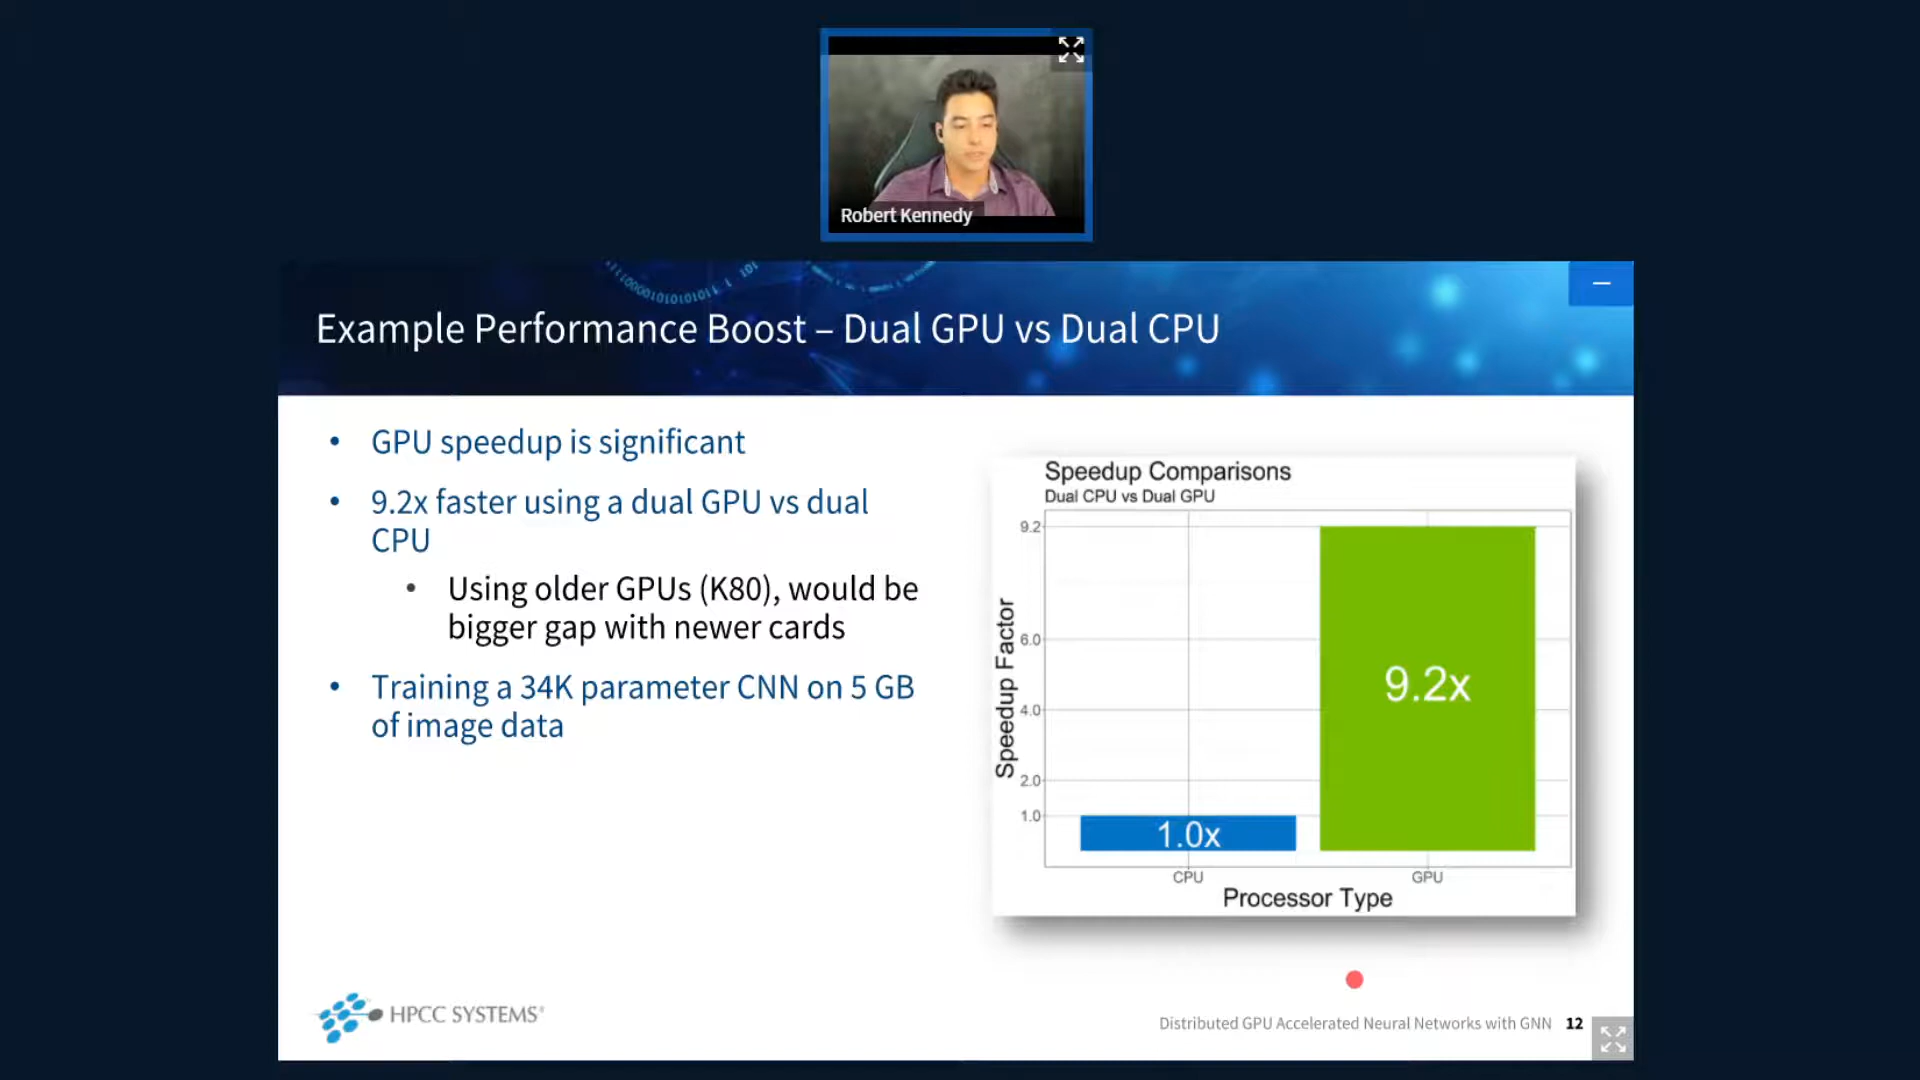 Robert Kennedy
Example Performance Boost – Dual GPU vs Dual CPU
• GPU speedup is significant
• 9.2x faster using a dual GPU vs dual
CPU
• Using older GPUs (K80), would be
bigger gap with newer cards
• Training a 34K parameter CNN on 5 GB
of image data
Speedup Comparisons
Dual CPU vs Dual GPU
Speedup Factor
9.2
6.0
4.0
2.0
1.0
9.2x
1.0x
CPU
GPU
Processor Type
HPCC SYSTEMS®
Distributed GPU Accelerated Neural Networks with GNN 12